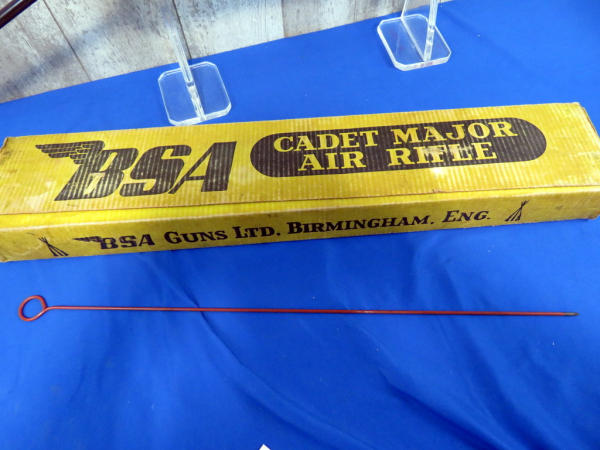 BSA
CADET MAJOR
AIR RIFLE
BSA GUNS LTD. BIRMINGHAM. ENG.